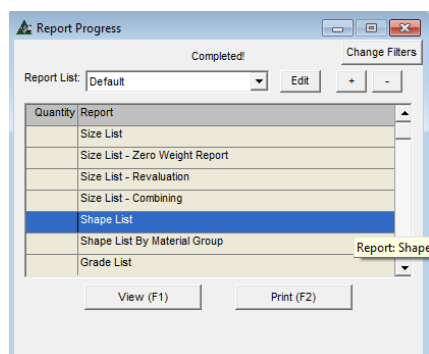 Report Progress
Completed!
Change Filters
Report List: Default Edit + -
Quantity Report
Size List
Size List - Zero Weight Report
Size List - Revaluation
Size List - Combining
Shape List
Shape List By Material Group
Report: Shape
Grade List
View (F1) Print (F2)